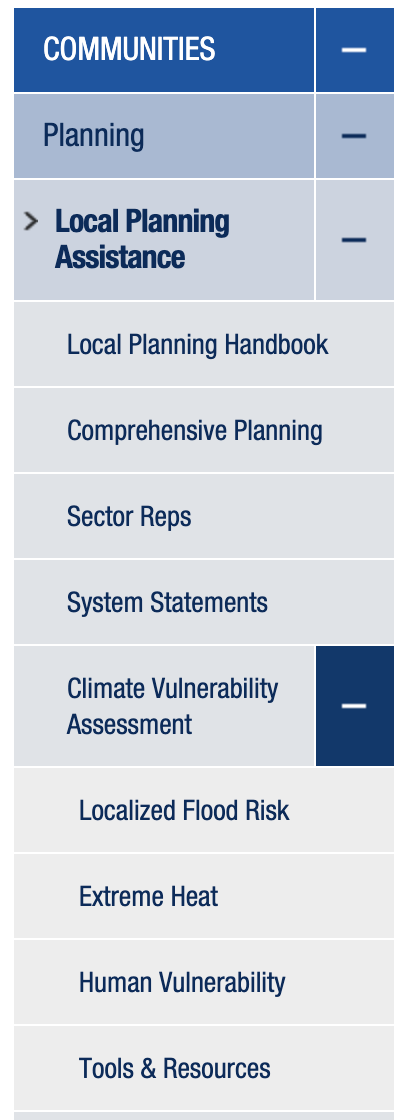 COMMUNITIES
Planning
Local Planning
Assistance
Local Planning Handbook
Comprehensive Planning
Sector Reps
System Statements
Climate Vulnerability
Assessment
Localized Flood Risk
Extreme Heat
Human Vulnerability
Tools & Resources